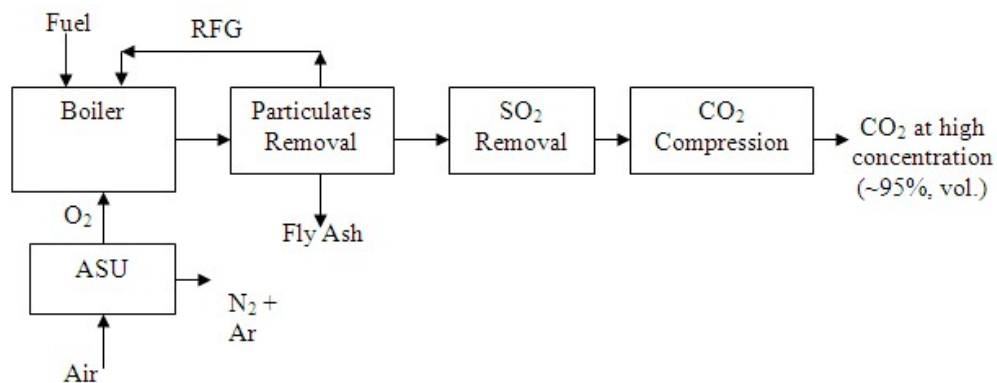 Fuel
RFG
Boiler
Particulates
Removal
SO₂
Removal
CO₂
Compression
CO₂ at high
concentration
(~95%, vol.)
O₂
Fly Ash
ASU
N₂ +
Ar
Air